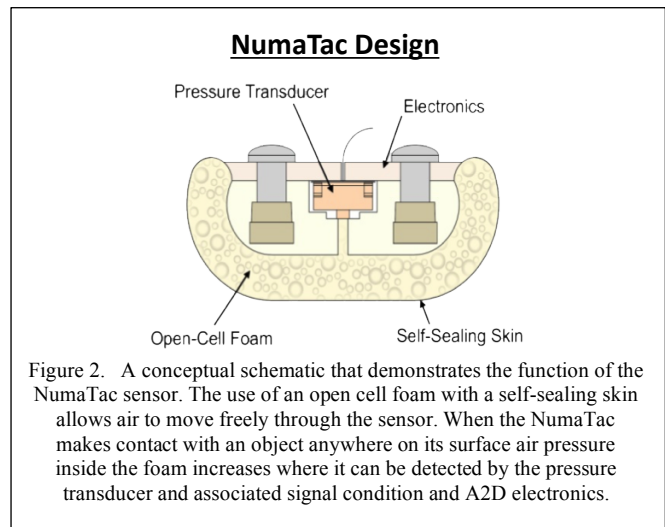 NumaTac Design
Pressure Transducer
Electronics
Open-Cell Foam
Self-Sealing Skin
Figure 2. A conceptual schematic that demonstrates the function of the
NumaTac sensor. The use of an open cell foam with a self-sealing skin
allows air to move freely through the sensor. When the NumaTac
makes contact with an object anywhere on its surface air pressure
inside the foam increases where it can be detected by the pressure
transducer and associated signal condition and A2D electronics.